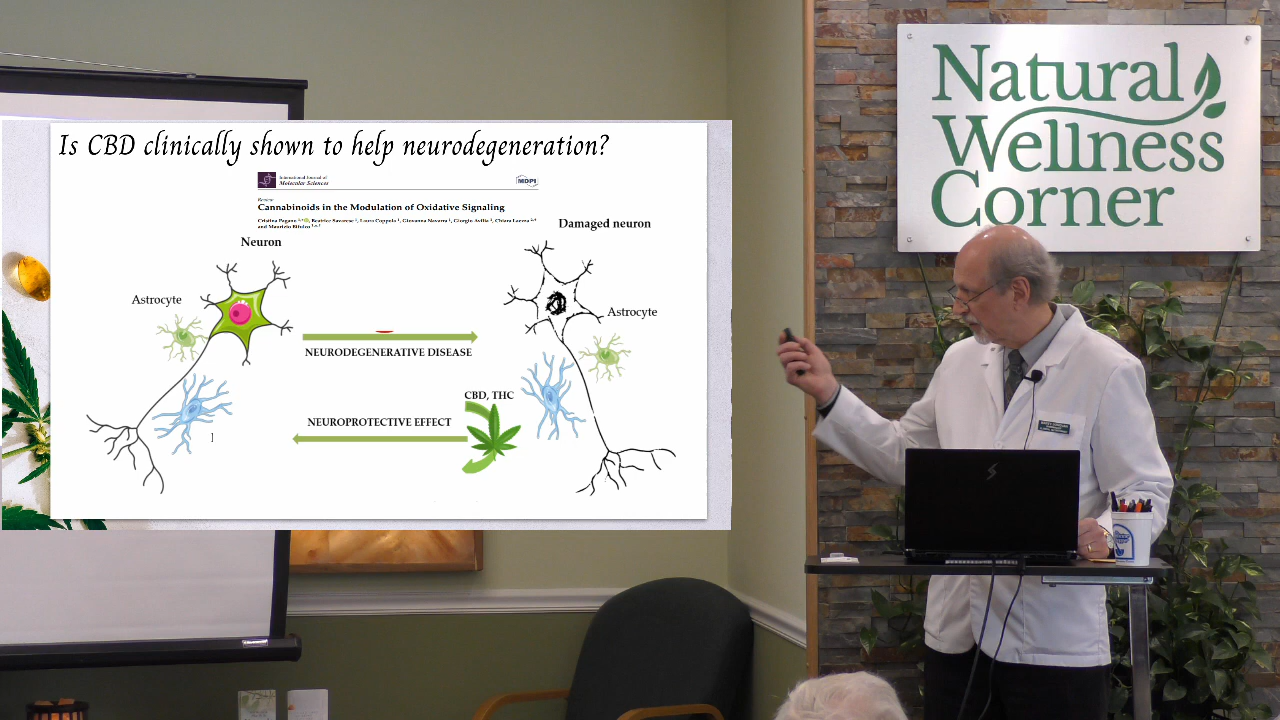 Is CBD clinically shown to help neurodegeneration?
International Journal of
Molecular Sciences
MDPI
Review
Cannabinoids in the Modulation of Oxidative Signaling
Neuron
Damaged neuron
Astrocyte
Astrocyte
NEURODEGENERATIVE DISEASE
CBD, THC
NEUROPROTECTIVE EFFECT
Natural
Wellness
Corner